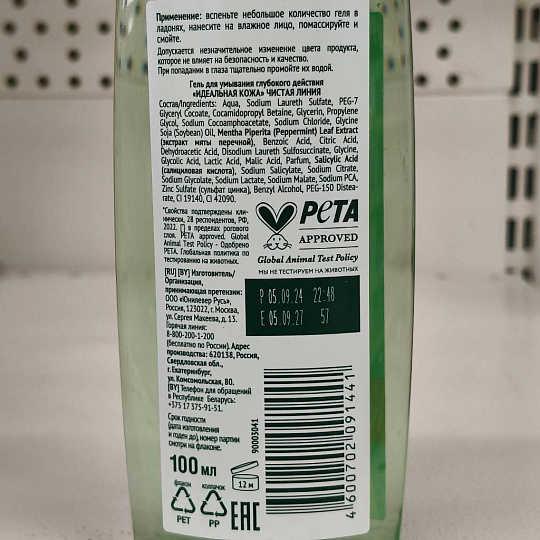 Применение: вспеньте небольшое количество геля в
ладонях, нанесите на влажное лицо, помассируйте и
смойте.
Допускается незначительное изменение цвета продукта,
которое не влияет на безопасность и качество.
При попадании в глаза тщательно промойте их водой.
Гель для умывания глубокого действия
«ИДЕАЛЬНАЯ КОЖА» ЧИСТАЯ ЛИНИЯ
Состав/Ingredients: Aqua, Sodium Laureth Sulfate, PEG-7
Glyceryl Cocoate, Cocamidopropyl Betaine, Glycerin, Propylene
Glycol, Sodium Cocoamphoacetate, Sodium Chloride, Glycine
Soja (Soybean) Oil, Mentha Piperita (Peppermint) Leaf Extract
(экстракт мяты перечной), Benzoic Acid, Citric Acid,
Dehydroacetic Acid, Disodium Laureth Sulfosuccinate, Glycine,
Glycolic Acid, Lactic Acid, Malic Acid, Parfum, Salicylic Acid
(салициловая кислота), Sodium Salicylate, Sodium Citrate,
Sodium Glycolate, Sodium Lactate, Sodium Malate, Sodium PCA,
Zinc Sulfate (сульфат цинка), Benzyl Alcohol, PEG-150 Distea-
rate, CI 19140, CI 42090.
*Свойства подтверждены кли-
нически, 28 респондентов, РФ,
2022. [*] в пределах рогового
слоя. PETA approved. Global
Animal Test Policy - Одобрено
PETA. Глобальная политика по
тестированию на животных.
PETA
APPROVED
Global Animal Test Policy
МЫ НЕ ТЕСТИРУЕМ НА ЖИВОТНЫХ
[RU] [BY] Изготовитель/
Организация,
принимающая претензии:
ООО «Юнилевер Русь»,
Россия, 123022, г. Москва,
ул. Сергея Макеева, д. 13.
Горячая линия:
8-800-200-1-200
(бесплатно по России). Адрес
производства: 620138, Россия,
Свердловская обл.,
г. Екатеринбург,
ул. Комсомольская, 80.
[BY] Телефон для обращений
в Республике Беларусь:
+375 17 375-91-51.
Срок годности
(дата изготовления
и годен до), номер партии
смотри на флаконе.
P 05.09.24 22:48
E 05.09.27 57
90003041
4600702091441
100 мл
12 м
флакон
колпачок
PET
PP
EAC